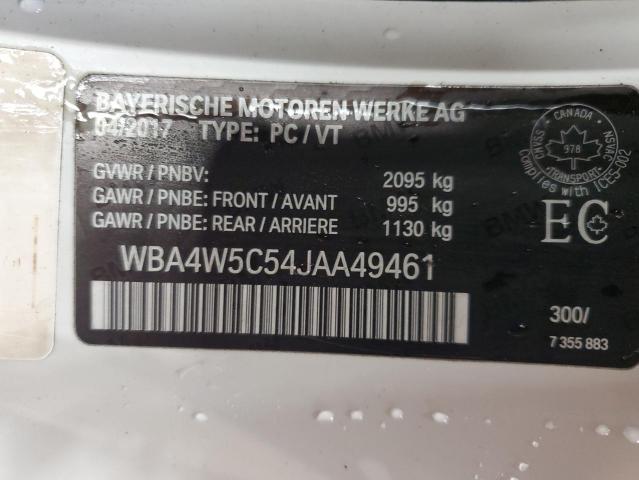 BAYERISCHE MOTOREN WERKE AG
04/2017 TYPE: PC / VT
GVWR / PNBV: 2095 kg
GAWR / PNBE: FRONT / AVANT 995 kg
GAWR / PNBE: REAR / ARRIERE 1130 kg
WBA4W5C54JAA49461
CANADA
978
TRANSPORT
NSVAC
Complies with ICES-002
EC
300/
7 355 883